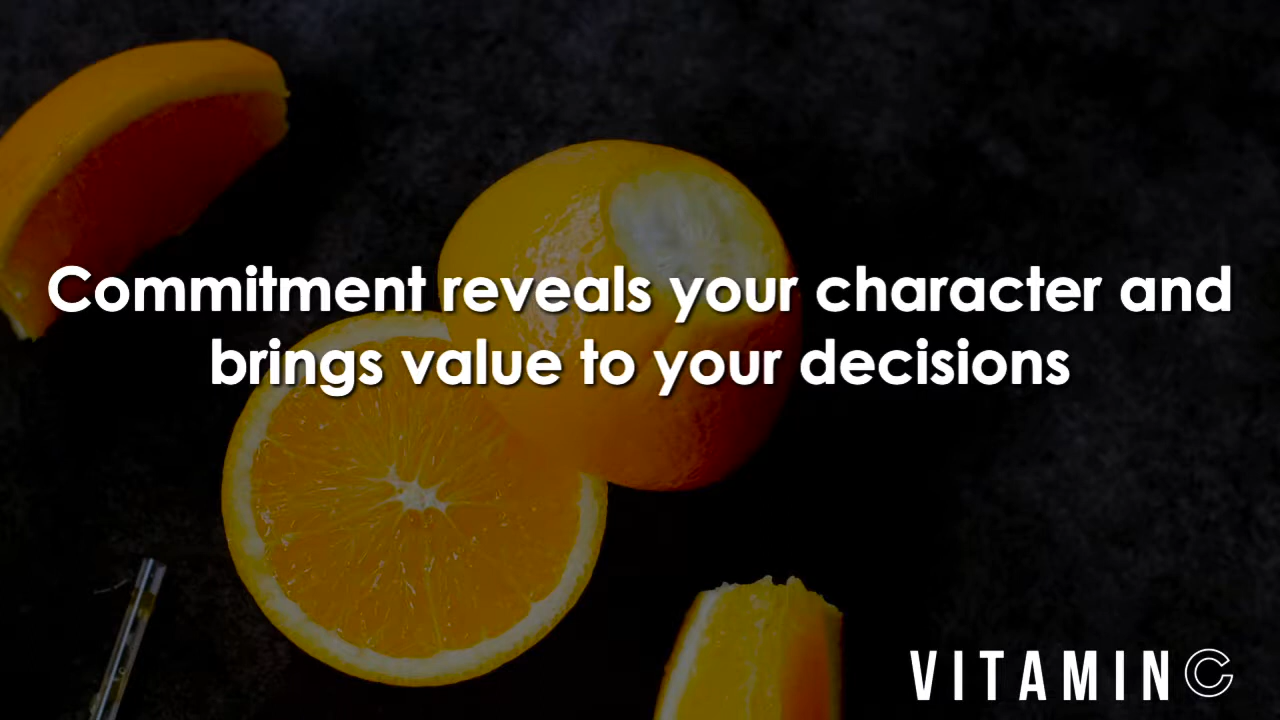 Commitment reveals your character and
brings value to your decisions
VITAMIN C